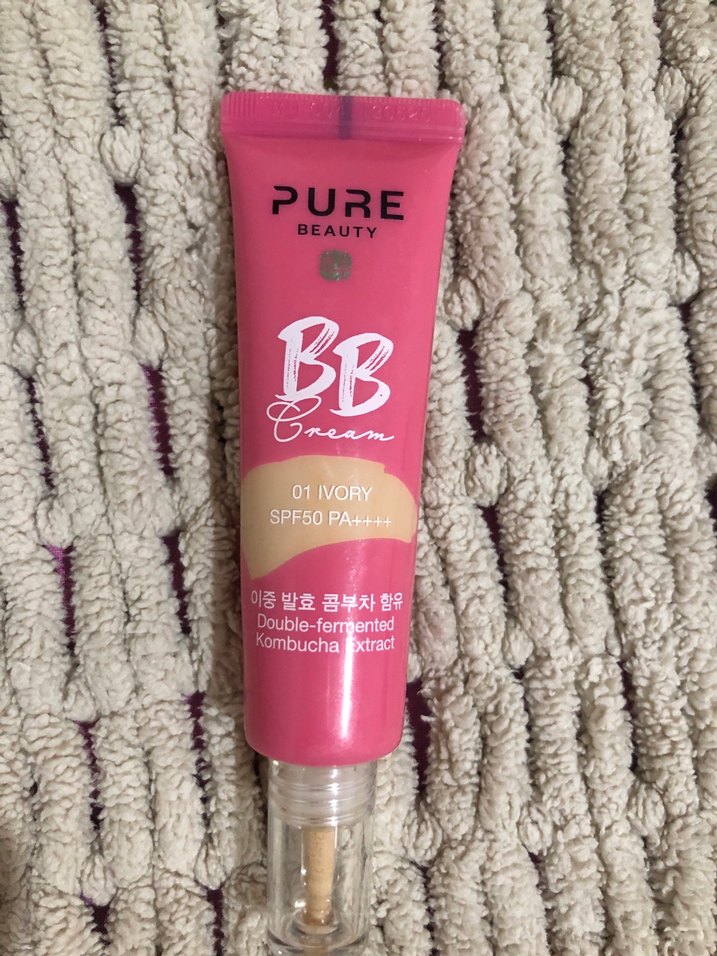 PURE
BEAUTY
BB
Cream
01 IVORY
SPF50 PA++++
이중 발효 콤부차 함유
Double-fermented
Kombucha Extract